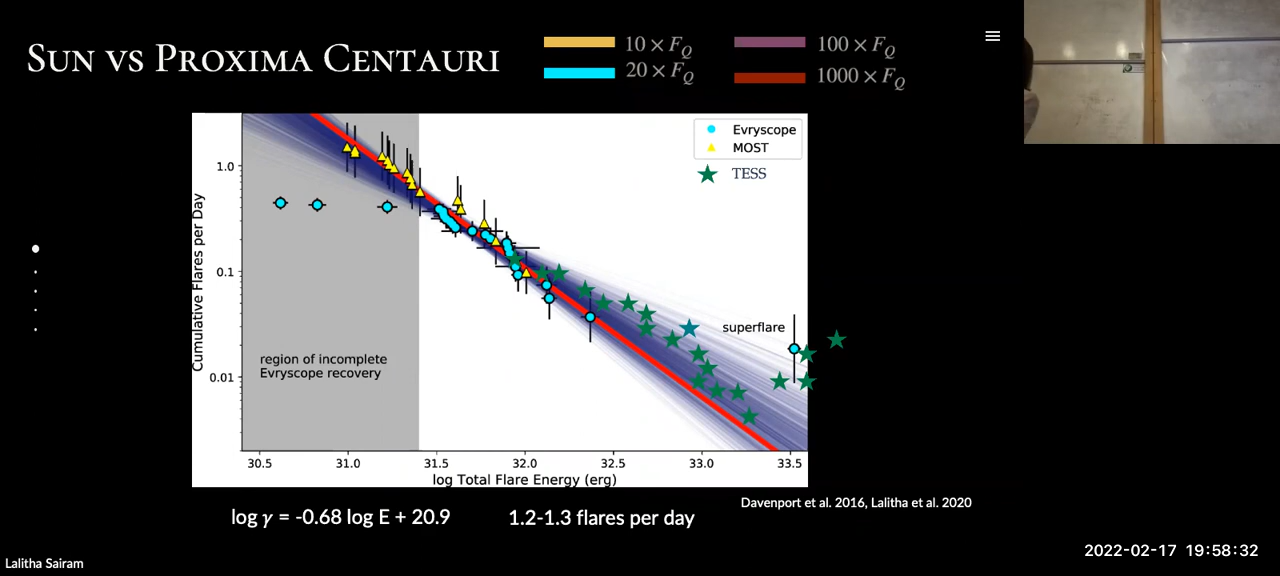 SUN VS PROXIMA CENTAURI
10 × F_Q
100 × F_Q
20 × F_Q
1000 × F_Q
Evryscope
MOST
TESS
Cumulative Flares per Day
1.0
0.1
0.01
region of incomplete
Evryscope recovery
superflare
30.5 31.0 31.5 32.0 32.5 33.0 33.5
log Total Flare Energy (erg)
Davenport et al. 2016, Lalitha et al. 2020
log γ = -0.68 log E + 20.9
1.2-1.3 flares per day
2022-02-17 19:58:32
Lalitha Sairam